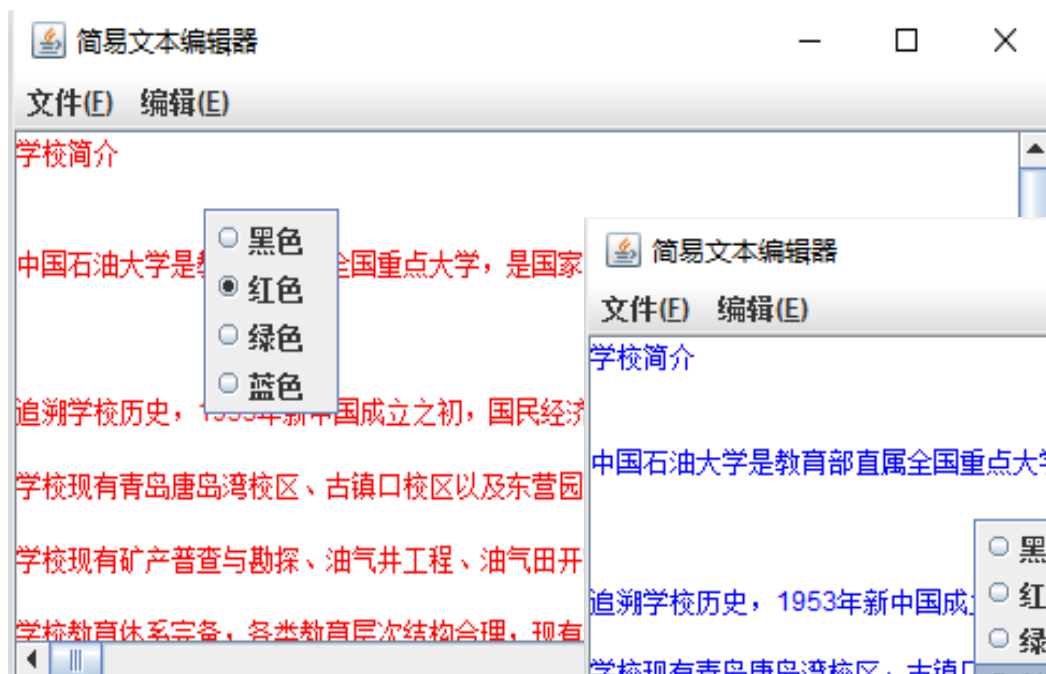 简易文本编辑器
文件(F) 编辑(E)
学校简介
黑色
中国石油大学是 全国重点大学，是国家
红色
绿色
蓝色
追溯学校历史，1953年新中国成立之初，国民经济
学校现有青岛唐岛湾校区、古镇口校区以及东营园
学校现有矿产普查与勘探、油气井工程、油气田开
学校教育体系完备，各类教育层次结构合理，现有
简易文本编辑器
文件(F) 编辑(E)
学校简介
中国石油大学是教育部直属全国重点大学
黑
追溯学校历史，1953年新中国成
红
绿
学校现有青岛唐岛湾校区、古镇口